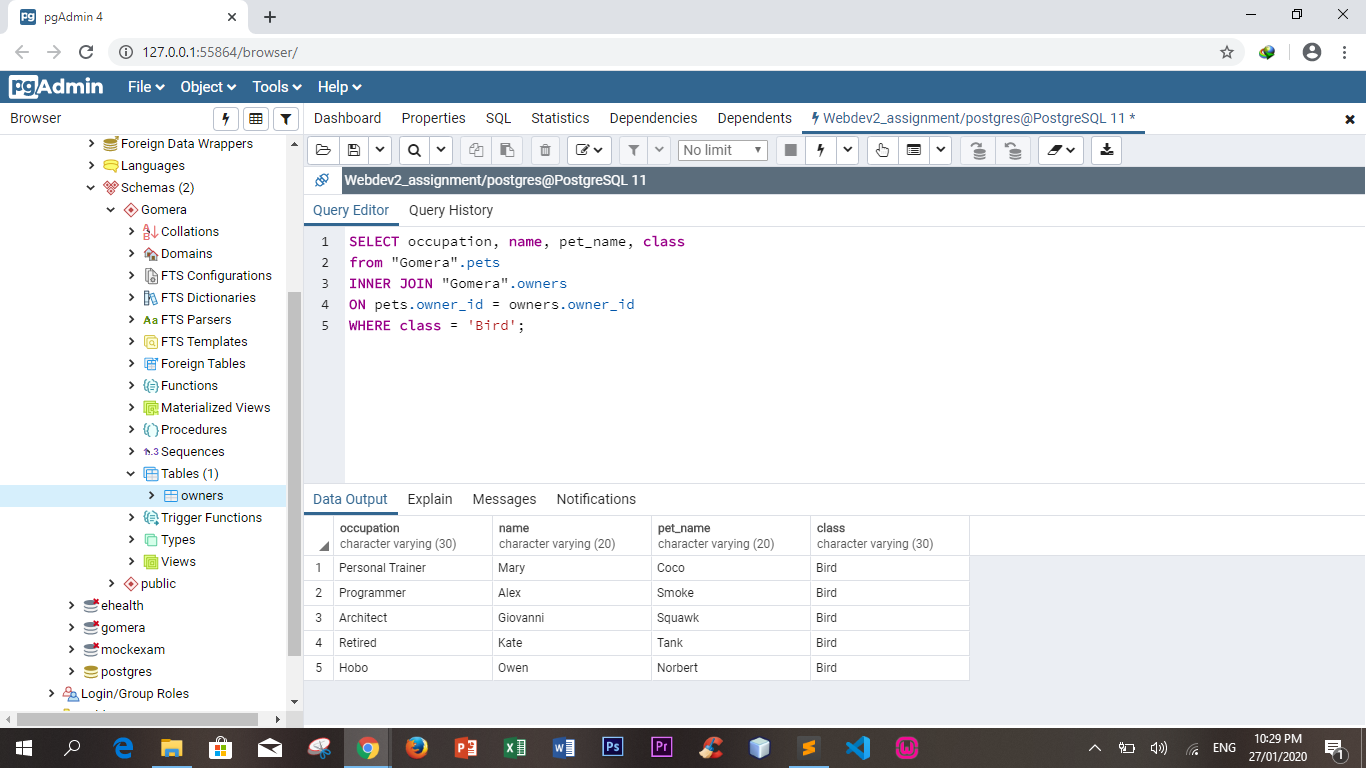 pgAdmin 4
127.0.0.1:55864/browser/
pgAdmin File Object Tools Help
Browser
Dashboard Properties SQL Statistics Dependencies Dependents Webdev2_assignment/postgres@PostgreSQL 11 *
Foreign Data Wrappers
Languages
Schemas (2)
Gomera
Collations
Domains
FTS Configurations
FTS Dictionaries
Aa FTS Parsers
FTS Templates
Foreign Tables
Functions
Materialized Views
Procedures
1..3 Sequences
Tables (1)
owners
Trigger Functions
Types
Views
public
ehealth
gomera
mockexam
postgres
Login/Group Roles
No limit
Webdev2_assignment/postgres@PostgreSQL 11
Query Editor Query History
1 SELECT occupation, name, pet_name, class
2 from "Gomera".pets
3 INNER JOIN "Gomera".owners
4 ON pets.owner_id = owners.owner_id
5 WHERE class = 'Bird';
Data Output Explain Messages Notifications
occupation name pet_name class
character varying (30) character varying (20) character varying (20) character varying (30)
1 Personal Trainer Mary Coco Bird
2 Programmer Alex Smoke Bird
3 Architect Giovanni Squawk Bird
4 Retired Kate Tank Bird
5 Hobo Owen Norbert Bird
ENG
10:29 PM
27/01/2020
1